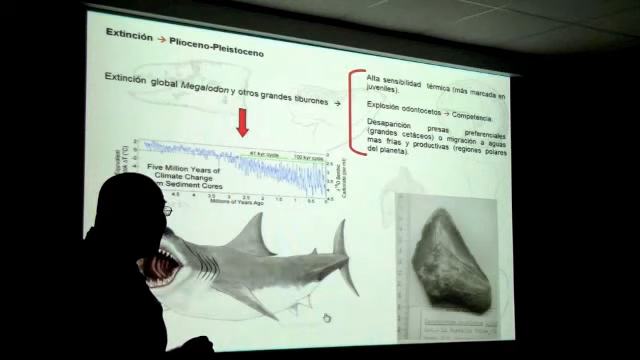 Extinción → Plioceno-Pleistoceno
Extinción global Megalodon y otros grandes tiburones →
Alta sensibilidad térmica (más marcada en
juveniles).
Explosión odontocetos → Competencia.
Desaparición presas preferenciales
(grandes cetáceos) o migración a aguas
mas frías y productivas (regiones polares
del planeta).
41 kyr cycle
100 kyr cycle
Five Million Years of
Climate Change
Sediment Cores
Millions of Years Ago